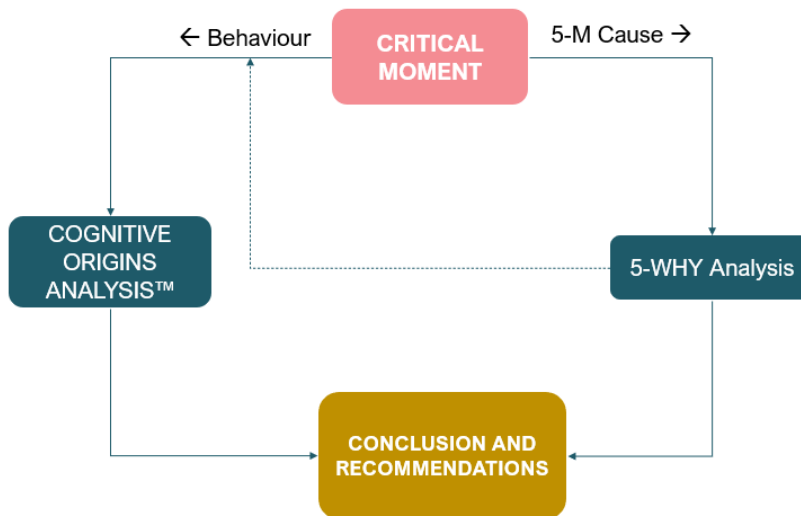 ← Behaviour
CRITICAL
MOMENT
5-M Cause →
COGNITIVE
ORIGINS
ANALYSIS™
5-WHY Analysis
CONCLUSION AND
RECOMMENDATIONS